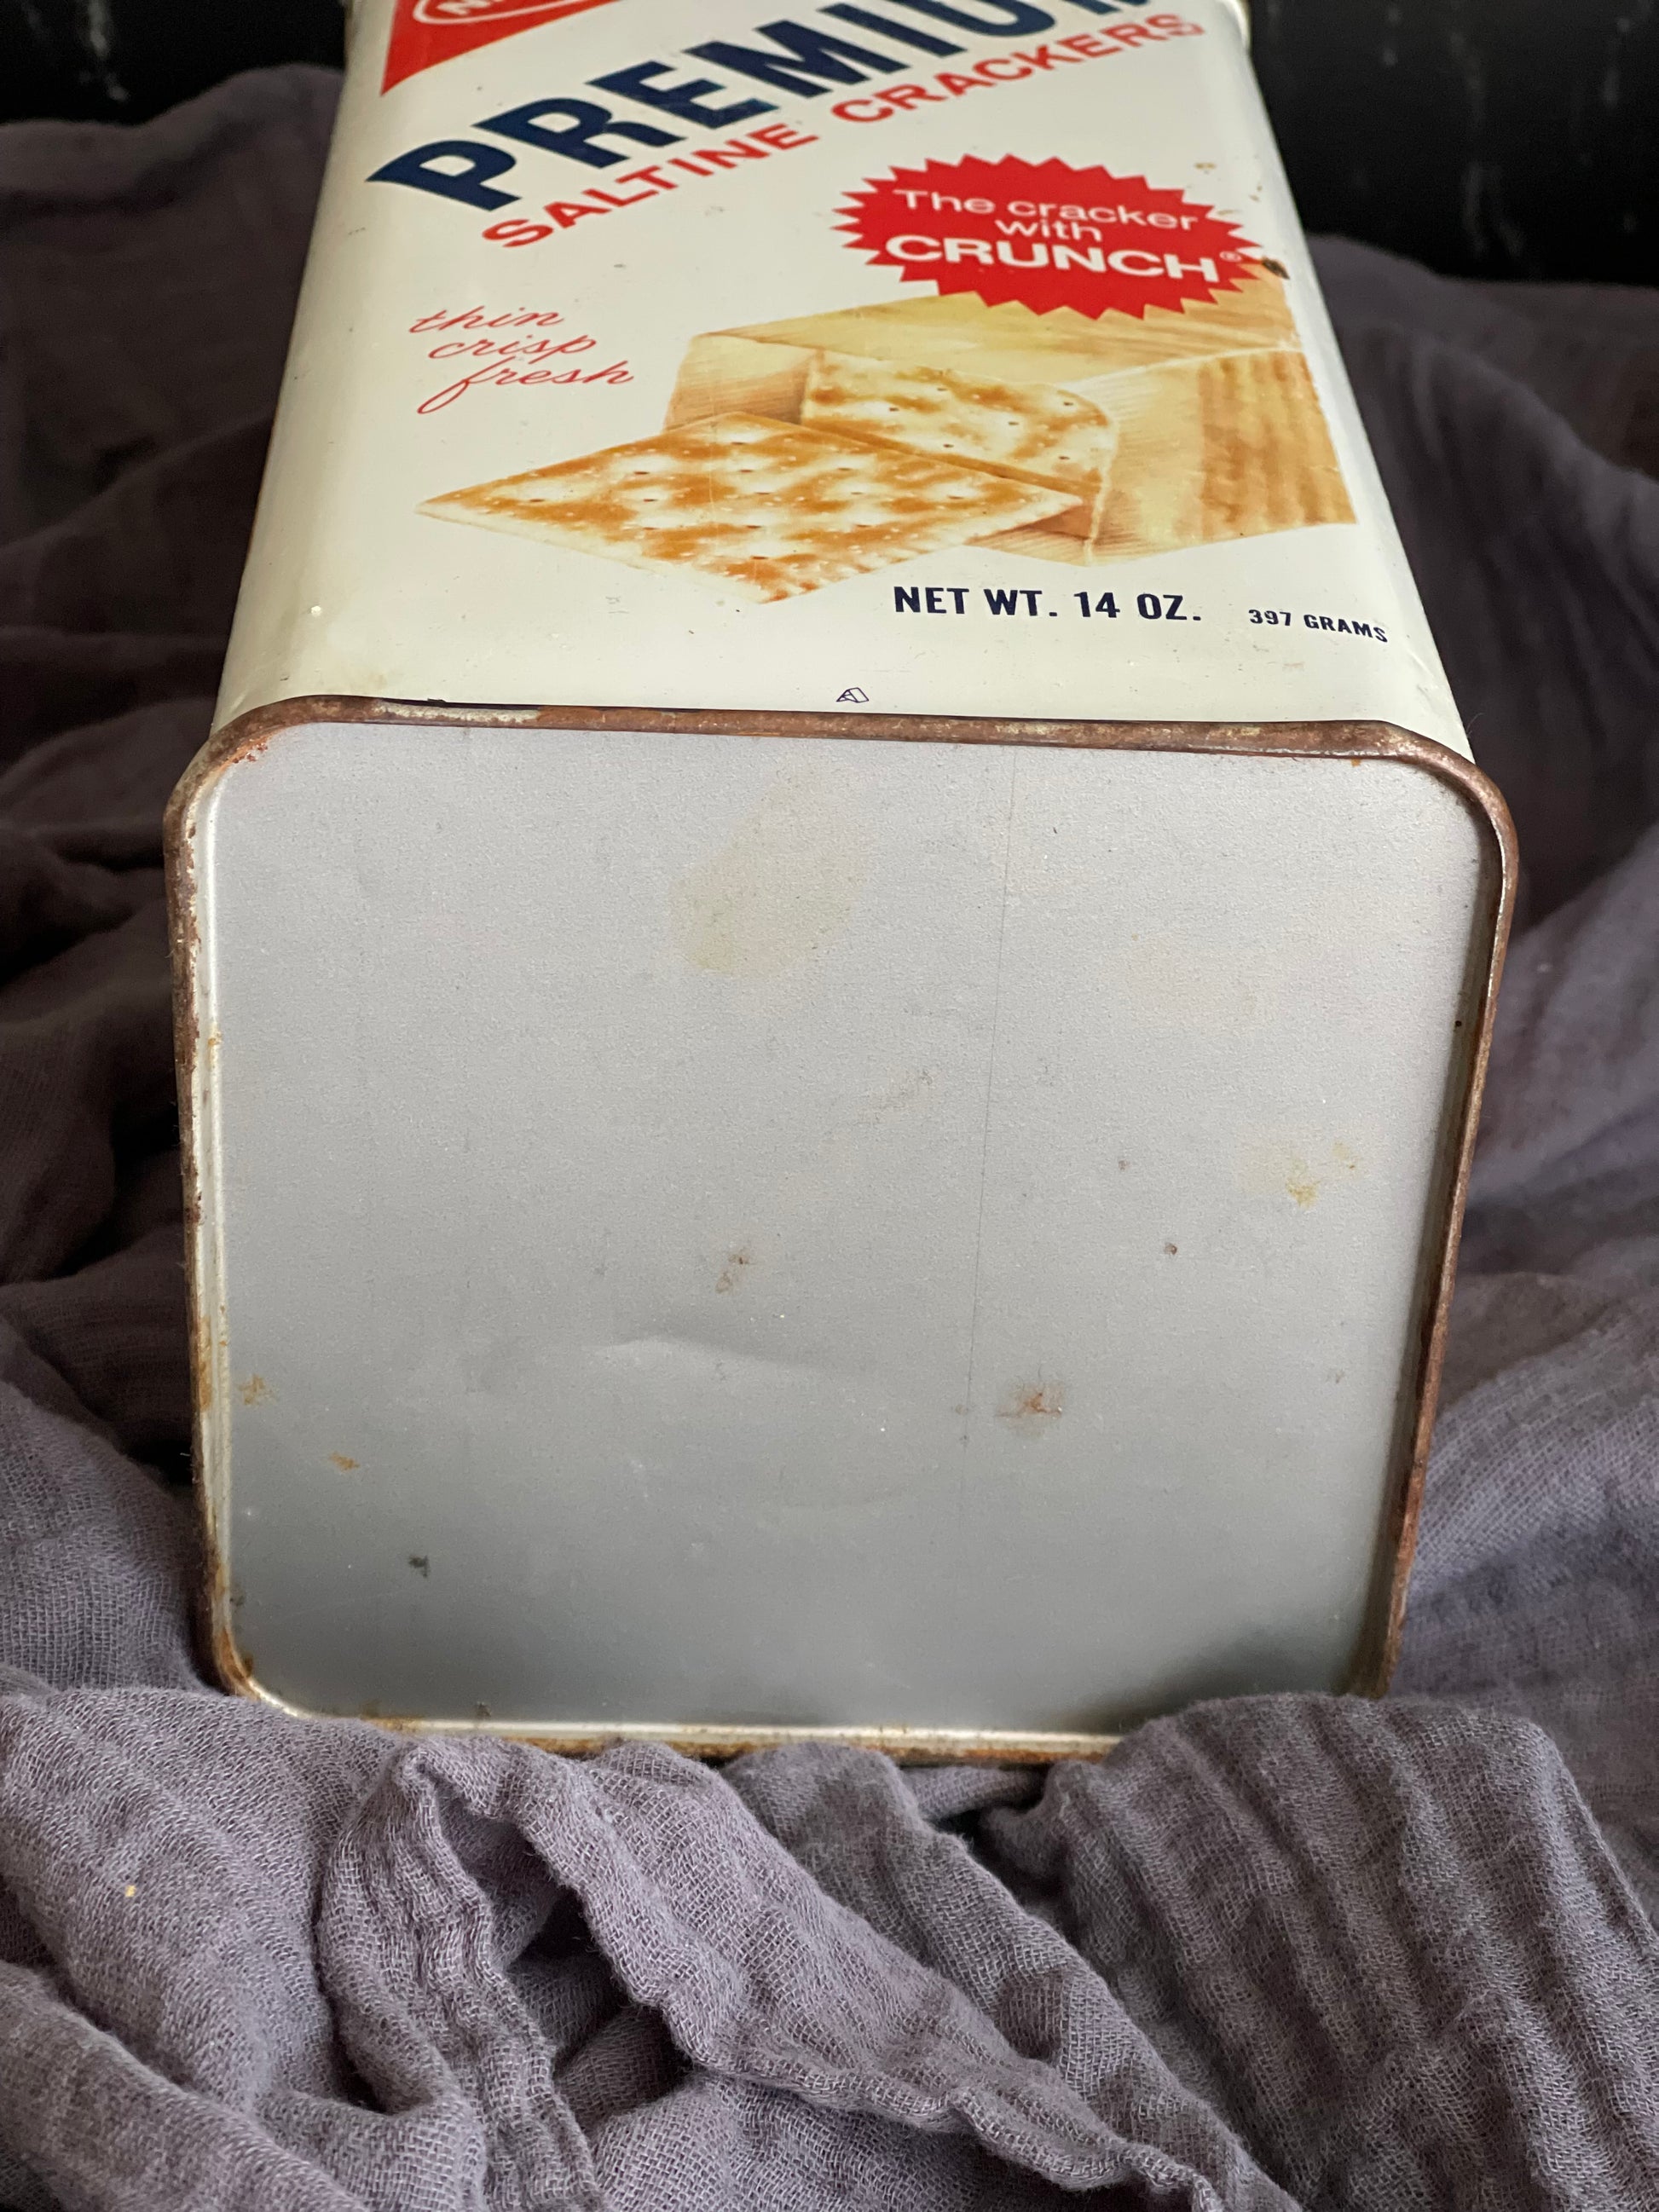 PREMIUM
SALTINE CRACKERS
The cracker
with
CRUNCH®
thin
crisp
fresh
NET WT. 14 OZ. 397 GRAMS